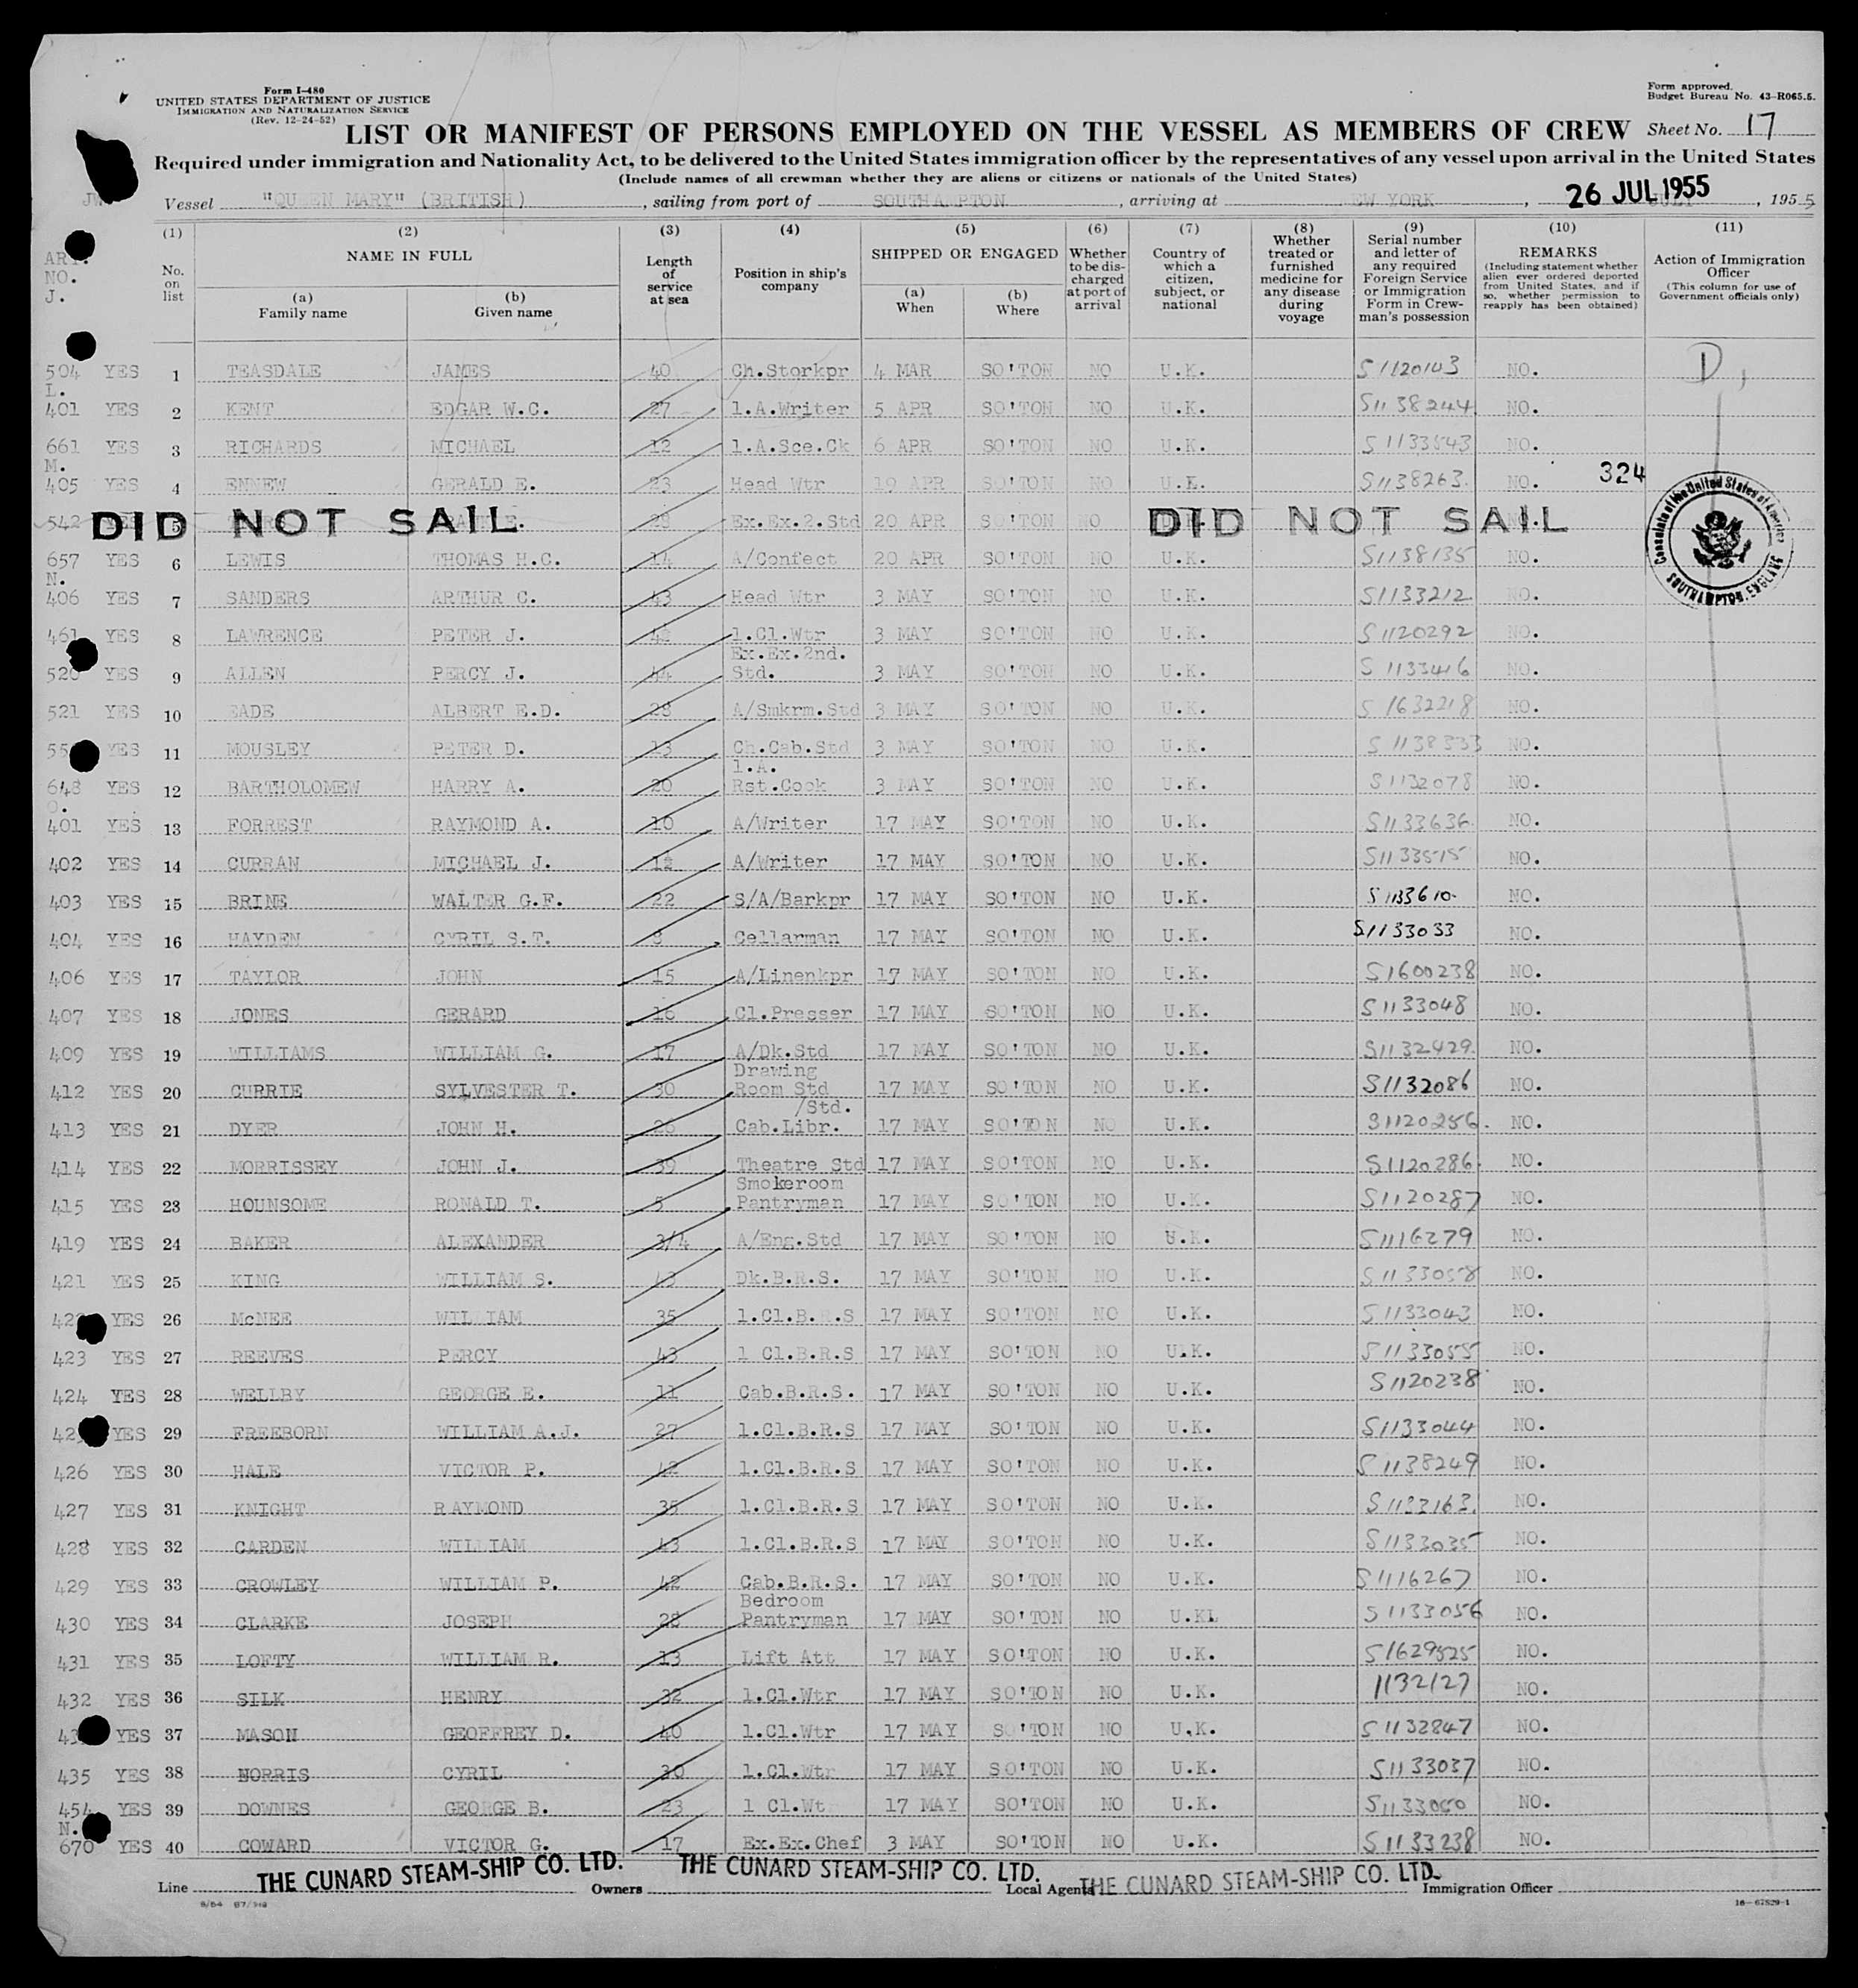 Form I-480
UNITED STATES DEPARTMENT OF JUSTICE
IMMIGRATION AND NATURALIZATION SERVICE
(Rev. 12-24-52)
Form approved.
Budget Bureau No. 43-R065.5.
LIST OR MANIFEST OF PERSONS EMPLOYED ON THE VESSEL AS MEMBERS OF CREW Sheet No. 17
Required under immigration and Nationality Act, to be delivered to the United States immigration officer by the representatives of any vessel upon arrival in the United States
(Include names of all crewman whether they are aliens or citizens or nationals of the United States)
Vessel "QUEEN MARY" (BRITISH), sailing from port of SOUTHAMPTON, arriving at NEW YORK, 26 JUL 1955, 1955
(1) (2) (3) (4) (5) (6) (7) (8) (9) (10) (11)
No. on list
NAME IN FULL
(a) Family name
(b) Given name
Length of service at sea
Position in ship's company
SHIPPED OR ENGAGED
(a) When
(b) Where
Whether to be discharged at port of arrival
Country of which a citizen, subject, or national
Whether treated or furnished medicine for any disease during voyage
Serial number and letter of any required Foreign Service or Immigration Form in Crewman's possession
REMARKS
(Including statement whether alien ever ordered deported from United States, and if so, whether permission to reapply has been obtained)
Action of Immigration Officer
(This column for use of Government officials only)
NO.
J.
504 YES 1 TEASDALE JAMES 40 Ch.Storkpr 4 MAR SO'TON NO U.K. S1120143 NO. D,
L.
401 YES 2 KENT EDGAR W.C. 27 1.A.Writer 5 APR SO'TON NO U.K. S1138244 NO.
661 YES 3 RICHARDS MICHAEL 12 1.A.Sce.Ck 6 APR SO'TON NO U.K. S1133543 NO.
M.
405 YES 4 ENNEW GERALD E. 23 Head Wtr 19 APR SO'TON NO U.K. S1138263. NO. 324
542 DID NOT SAIL Ex.Ex.2.Std 20 APR SO'TON NO DID NOT SAIL
657 YES 6 LEWIS THOMAS H.C. 14 A/Confect 20 APR SO'TON NO U.K. S1138135 NO.
N.
406 YES 7 SANDERS ARTHUR C. 43 Head Wtr 3 MAY SO'TON NO U.K. S1133212 NO.
Consulate of the United States of America
SOUTHAMPTON, ENGLAND
461 YES 8 LAWRENCE PETER J. 1.Cl.Wtr 3 MAY SO'TON NO U.K. S1120292 NO.
Ex.Ex.2nd.
520 YES 9 ALLEN PERCY J. 44 Std. 3 MAY SO'TON NO U.K. S1133416 NO.
521 YES 10 EADE ALBERT E.D. 28 A/Smkrm.Std 3 MAY SO'TON NO U.K. S1632218 NO.
YES 11 MOUSLEY PETER D. 13 Ch.Cab.Std 3 MAY SO'TON NO U.K. S1138333 NO.
1.A.
648 YES 12 BARTHOLOMEW HARRY A. 20 Rst.Cook 3 MAY SO'TON NO U.K. S1132078 NO.
O.
401 YES 13 FORREST RAYMOND A. 10 A/Writer 17 MAY SO'TON NO U.K. S1133636. NO.
402 YES 14 CURRAN MICHAEL J. A/Writer 17 MAY SO'TON NO U.K. S1133515 NO.
403 YES 15 BRINE WALTER G.F. 22 S/A/Barkpr 17 MAY SO'TON NO U.K. S1133610. NO.
404 YES 16 HAYDEN CYRIL S.T. Cellarman 17 MAY SO'TON NO U.K. S1133033 NO.
406 YES 17 TAYLOR JOHN 15 A/Linenkpr 17 MAY SO'TON NO U.K. S1600238 NO.
407 YES 18 JONES GERARD 16 Cl.Presser 17 MAY SO'TON NO U.K. S1133048 NO.
409 YES 19 WILLIAMS WILLIAM G. 17 A/Dk.Std 17 MAY SO'TON NO U.K. S1132429. NO.
Drawing
412 YES 20 CURRIE SYLVESTER T. 30 Room Std 17 MAY SO'TON NO U.K. S1132086 NO.
/Std.
413 YES 21 DYER JOHN H. 26 Cab.Libr. 17 MAY SO'TON NO U.K. S1120256. NO.
414 YES 22 MORRISSEY JOHN J. 39 Theatre Std 17 MAY SO'TON NO U.K. S1120286. NO.
Smokeroom
415 YES 23 HOUNSOME RONALD T. 5 Pantryman 17 MAY SO'TON NO U.K. S1120287 NO.
419 YES 24 BAKER ALEXANDER 3/4 A/Eng.Std 17 MAY SO'TON NO U.K. S1116279 NO.
421 YES 25 KING WILLIAM S. 43 Dk.B.R.S. 17 MAY SO'TON NO U.K. S1133058 NO.
YES 26 McNEE WILLIAM 35 1.Cl.B.R.S 17 MAY SO'TON NO U.K. S1133043 NO.
423 YES 27 REEVES PERCY 43 1 Cl.B.R.S 17 MAY SO'TON NO U.K. S1133055 NO.
424 YES 28 WELLBY GEORGE E. 11 Cab.B.R.S. 17 MAY SO'TON NO U.K. S1120238 NO.
YES 29 FREEBORN WILLIAM A.J. 27 1.Cl.B.R.S 17 MAY SO'TON NO U.K. S1133044 NO.
426 YES 30 HALE VICTOR P. 42 1.Cl.B.R.S 17 MAY SO'TON NO U.K. S1138249 NO.
427 YES 31 KNIGHT RAYMOND 35 1.Cl.B.R.S 17 MAY SO'TON NO U.K. S1133163. NO.
428 YES 32 CARDEN WILLIAM 43 1.Cl.B.R.S 17 MAY SO'TON NO U.K. S1133035 NO.
429 YES 33 CROWLEY WILLIAM P. 42 Cab.B.R.S. 17 MAY SO'TON NO U.K. S1116267 NO.
Bedroom
430 YES 34 CLARKE JOSEPH 28 Pantryman 17 MAY SO'TON NO U.KL S1133056 NO.
431 YES 35 LOFTY WILLIAM R. 13 Lift Att 17 MAY SO'TON NO U.K. S1629525 NO.
432 YES 36 SILK HENRY 32 1.Cl.Wtr 17 MAY SO'TON NO U.K. 1132127 NO.
YES 37 MASON GEOFFREY D. 40 1.Cl.Wtr 17 MAY SO'TON NO U.K. S1132847 NO.
435 YES 38 NORRIS CYRIL 30 1.Cl.Wtr 17 MAY SO'TON NO U.K. S1133037 NO.
454 YES 39 DOWNES GEORGE B. 23 1 Cl.Wt 17 MAY SO'TON NO U.K. S1133050 NO.
N.
670 YES 40 COWARD VICTOR G. 17 Ex.Ex.Chef 3 MAY SO'TON NO U.K. S1133238 NO.
Line THE CUNARD STEAM-SHIP CO. LTD. Owners THE CUNARD STEAM-SHIP CO. LTD. Local Agents THE CUNARD STEAM-SHIP CO. LTD. Immigration Officer
16-67529-1